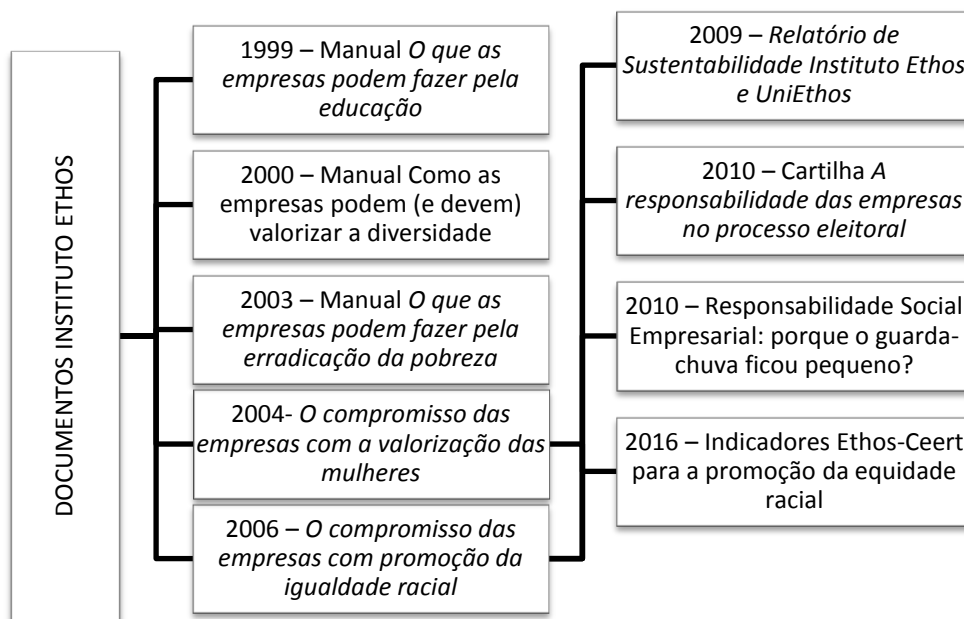 DOCUMENTOS INSTITUTO ETHOS
1999 – Manual O que as
empresas podem fazer pela
educação
2000 – Manual Como as
empresas podem (e devem)
valorizar a diversidade
2003 – Manual O que as
empresas podem fazer pela
erradicação da pobreza
2004- O compromisso das
empresas com a valorização das
mulheres
2006 – O compromisso das
empresas com promoção da
igualdade racial
2009 – Relatório de
Sustentabilidade Instituto Ethos
e UniEthos
2010 – Cartilha A
responsabilidade das empresas
no processo eleitoral
2010 – Responsabilidade Social
Empresarial: porque o guarda-
chuva ficou pequeno?
2016 – Indicadores Ethos-Ceert
para a promoção da equidade
racial